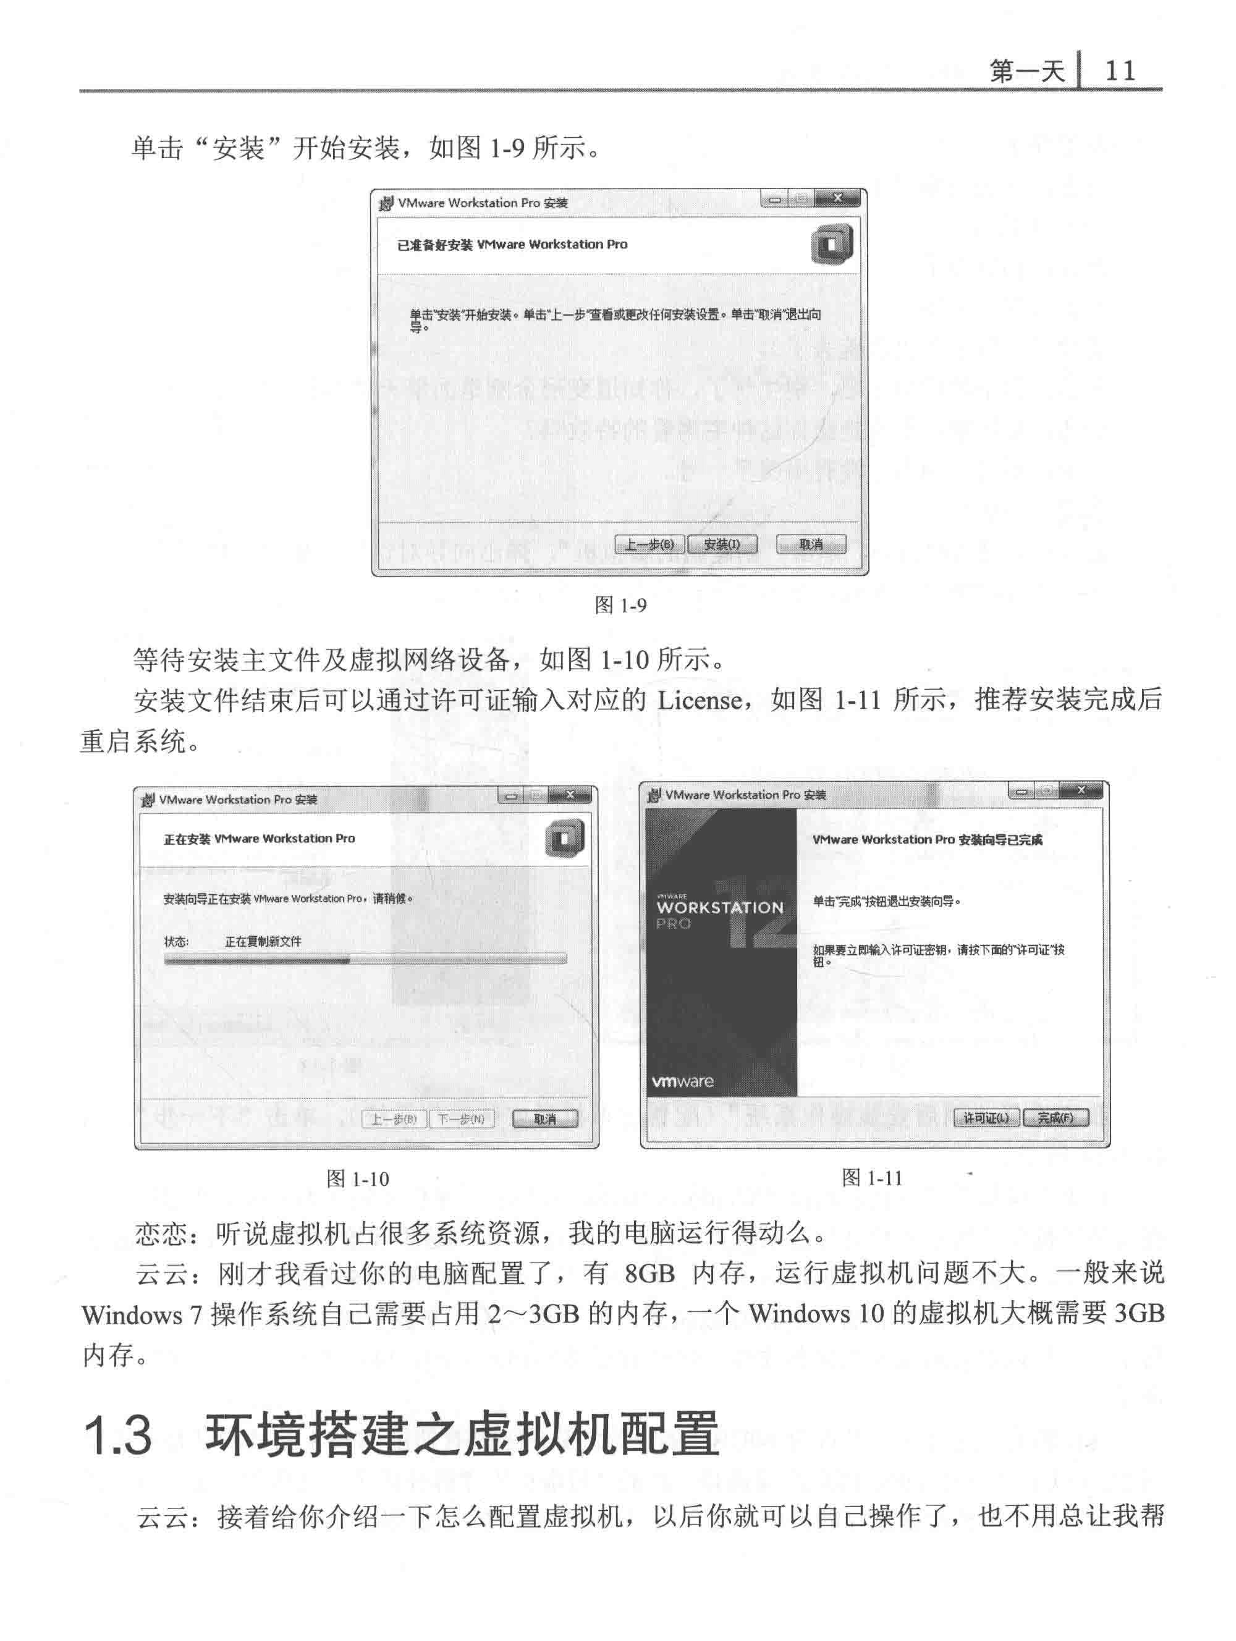 第一天 11
单击“安装”开始安装，如图 1-9 所示。
VMware Workstation Pro 安装
已准备好安装 VMware Workstation Pro
单击“安装”开始安装。单击“上一步”查看或更改任何安装设置。单击“取消”退出向
导。
上一步(B) 安装(I) 取消
图 1-9
等待安装主文件及虚拟网络设备，如图 1-10 所示。
安装文件结束后可以通过许可证输入对应的 License，如图 1-11 所示，推荐安装完成后
重启系统。
VMware Workstation Pro 安装
正在安装 VMware Workstation Pro
安装向导正在安装 VMware Workstation Pro，请稍候。
状态: 正在复制新文件
上一步(B) 下一步(N) 取消
图 1-10
VMware Workstation Pro 安装
VMware Workstation Pro 安装向导已完成
VMWARE
WORKSTATION
PRO
12
单击“完成”按钮退出安装向导。
如果要立即输入许可证密钥，请按下面的“许可证”按
钮。
vmware
许可证(L) 完成(F)
图 1-11
恋恋：听说虚拟机占很多系统资源，我的电脑运行得动么。
云云：刚才我看过你的电脑配置了，有 8GB 内存，运行虚拟机问题不大。一般来说
Windows 7 操作系统自己需要占用 2～3GB 的内存，一个 Windows 10 的虚拟机大概需要 3GB
内存。
1.3 环境搭建之虚拟机配置
云云：接着给你介绍一下怎么配置虚拟机，以后你就可以自己操作了，也不用总让我帮